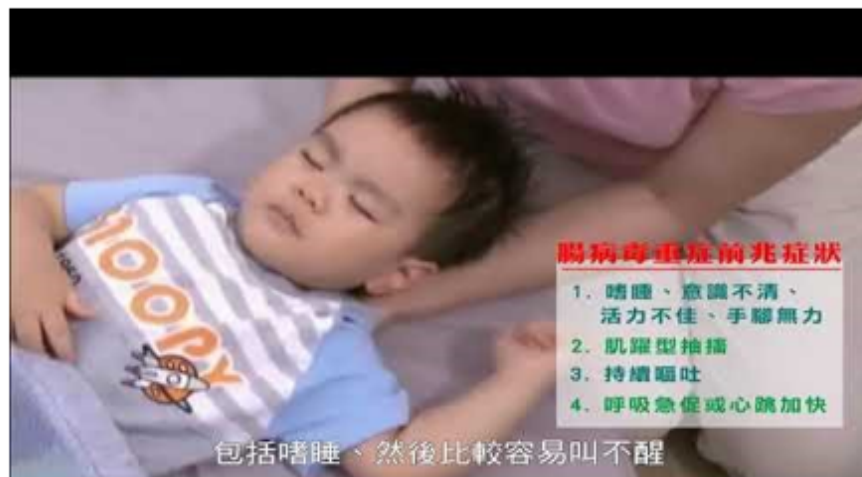 MOOPY
腸病毒重症前兆症狀
1. 嗜睡、意識不清、
活力不佳、手腳無力
2. 肌躍型抽搐
3. 持續嘔吐
4. 呼吸急促或心跳加快
包括嗜睡、然後比較容易叫不醒